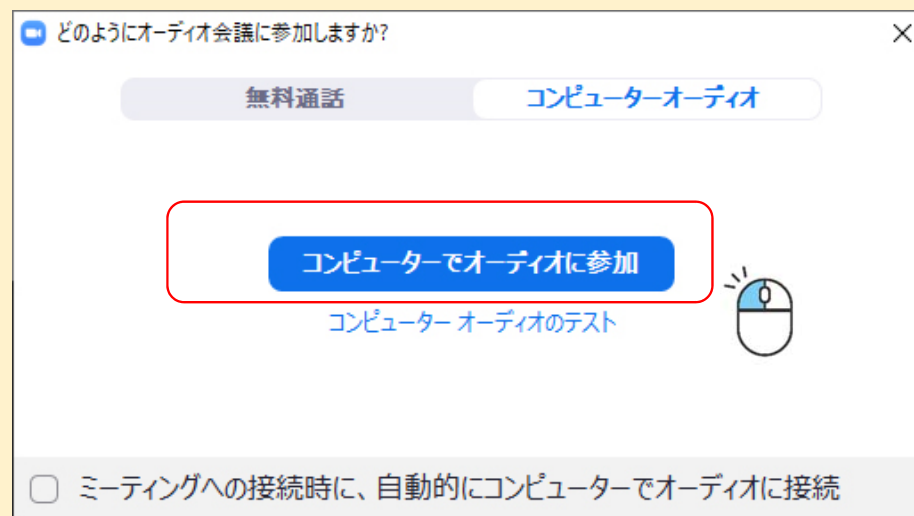 どのようにオーディオ会議に参加しますか?
無料通話
コンピューターオーディオ
コンピューターでオーディオに参加
コンピューター オーディオのテスト
ミーティングへの接続時に、自動的にコンピューターでオーディオに接続